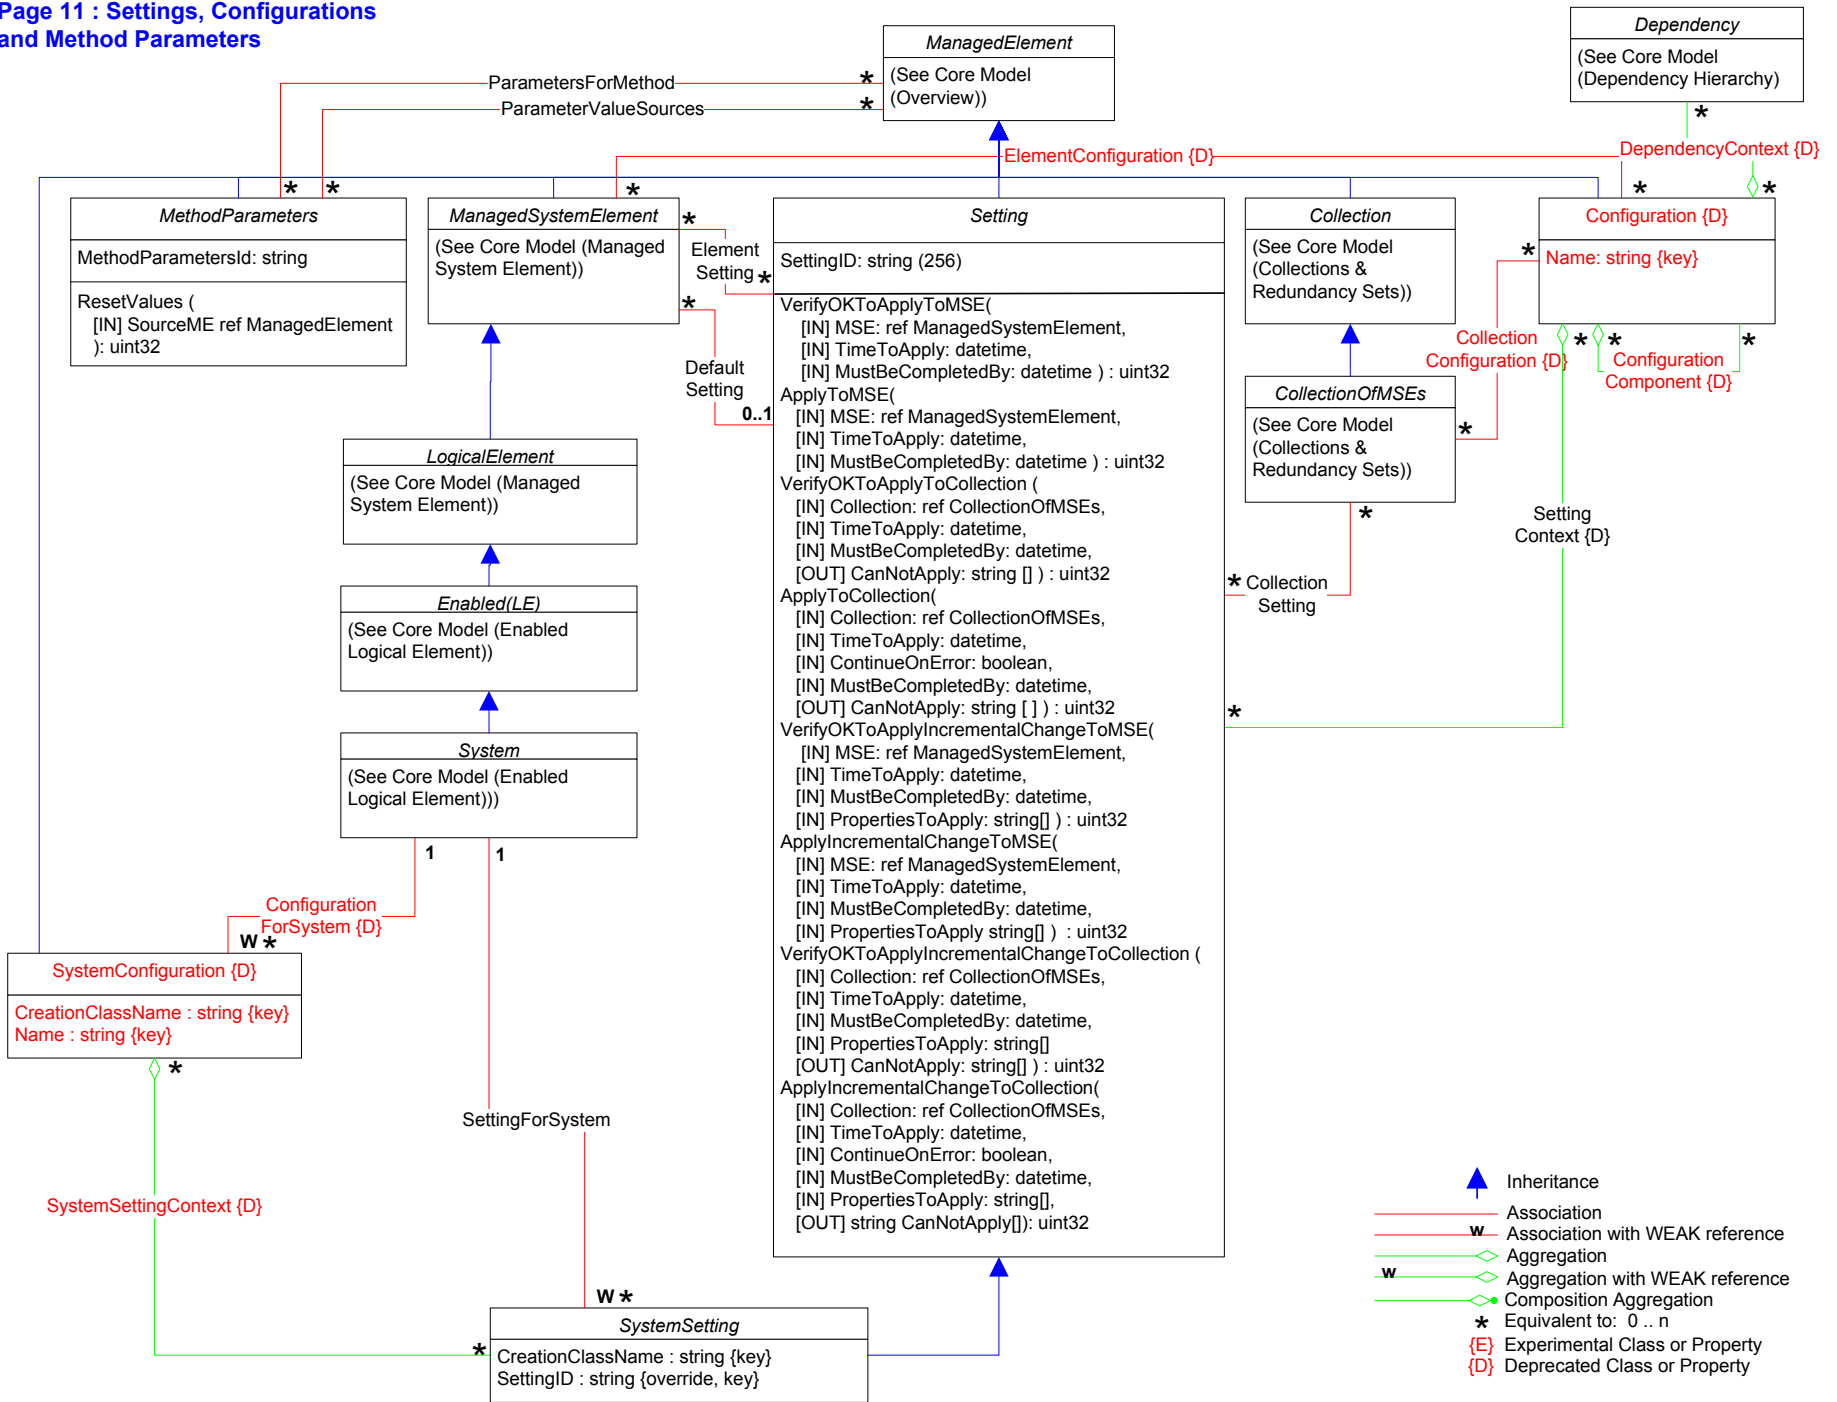 Page 11 : Settings, Configurations
and Method Parameters
ManagedElement
(See Core Model
(Overview))
Dependency
(See Core Model
(Dependency Hierarchy)
ParametersForMethod
*
ParameterValueSources
*
*
ElementConfiguration {D}
DependencyContext {D}
*
*
*
*
*
MethodParameters
MethodParametersId: string
ResetValues (
[IN] SourceME ref ManagedElement
): uint32
ManagedSystemElement
(See Core Model (Managed
System Element))
*
Element
Setting
*
*
Default
Setting
0..1
Setting
SettingID: string (256)
VerifyOKToApplyToMSE(
[IN] MSE: ref ManagedSystemElement,
[IN] TimeToApply: datetime,
[IN] MustBeCompletedBy: datetime ) : uint32
ApplyToMSE(
[IN] MSE: ref ManagedSystemElement,
[IN] TimeToApply: datetime,
[IN] MustBeCompletedBy: datetime ) : uint32
VerifyOKToApplyToCollection (
[IN] Collection: ref CollectionOfMSEs,
[IN] TimeToApply: datetime,
[IN] MustBeCompletedBy: datetime,
[OUT] CanNotApply: string [] ) : uint32
ApplyToCollection(
[IN] Collection: ref CollectionOfMSEs,
[IN] TimeToApply: datetime,
[IN] ContinueOnError: boolean,
[IN] MustBeCompletedBy: datetime,
[OUT] CanNotApply: string [ ] ) : uint32
VerifyOKToApplyIncrementalChangeToMSE(
[IN] MSE: ref ManagedSystemElement,
[IN] TimeToApply: datetime,
[IN] MustBeCompletedBy: datetime,
[IN] PropertiesToApply: string[] ) : uint32
ApplyIncrementalChangeToMSE(
[IN] MSE: ref ManagedSystemElement,
[IN] TimeToApply: datetime,
[IN] MustBeCompletedBy: datetime,
[IN] PropertiesToApply string[] ) : uint32
VerifyOKToApplyIncrementalChangeToCollection (
[IN] Collection: ref CollectionOfMSEs,
[IN] TimeToApply: datetime,
[IN] MustBeCompletedBy: datetime,
[IN] PropertiesToApply: string[]
[OUT] CanNotApply: string[] ) : uint32
ApplyIncrementalChangeToCollection(
[IN] Collection: ref CollectionOfMSEs,
[IN] TimeToApply: datetime,
[IN] ContinueOnError: boolean,
[IN] MustBeCompletedBy: datetime,
[IN] PropertiesToApply: string[],
[OUT] string CanNotApply[]): uint32
Collection
(See Core Model
(Collections &
Redundancy Sets))
Configuration {D}
Name: string {key}
*
*
*
*
Collection
Configuration {D}
Configuration
Component {D}
CollectionOfMSEs
(See Core Model
(Collections &
Redundancy Sets))
*
*
Setting
Context {D}
* Collection
Setting
*
LogicalElement
(See Core Model (Managed
System Element))
Enabled(LE)
(See Core Model (Enabled
Logical Element))
System
(See Core Model (Enabled
Logical Element)))
1
1
Configuration
ForSystem {D}
W *
SystemConfiguration {D}
CreationClassName : string {key}
Name : string {key}
*
SettingForSystem
SystemSettingContext {D}
W *
*
SystemSetting
CreationClassName : string {key}
SettingID : string {override, key}
Inheritance
Association
w Association with WEAK reference
Aggregation
w Aggregation with WEAK reference
Composition Aggregation
* Equivalent to: 0 .. n
{E} Experimental Class or Property
{D} Deprecated Class or Property